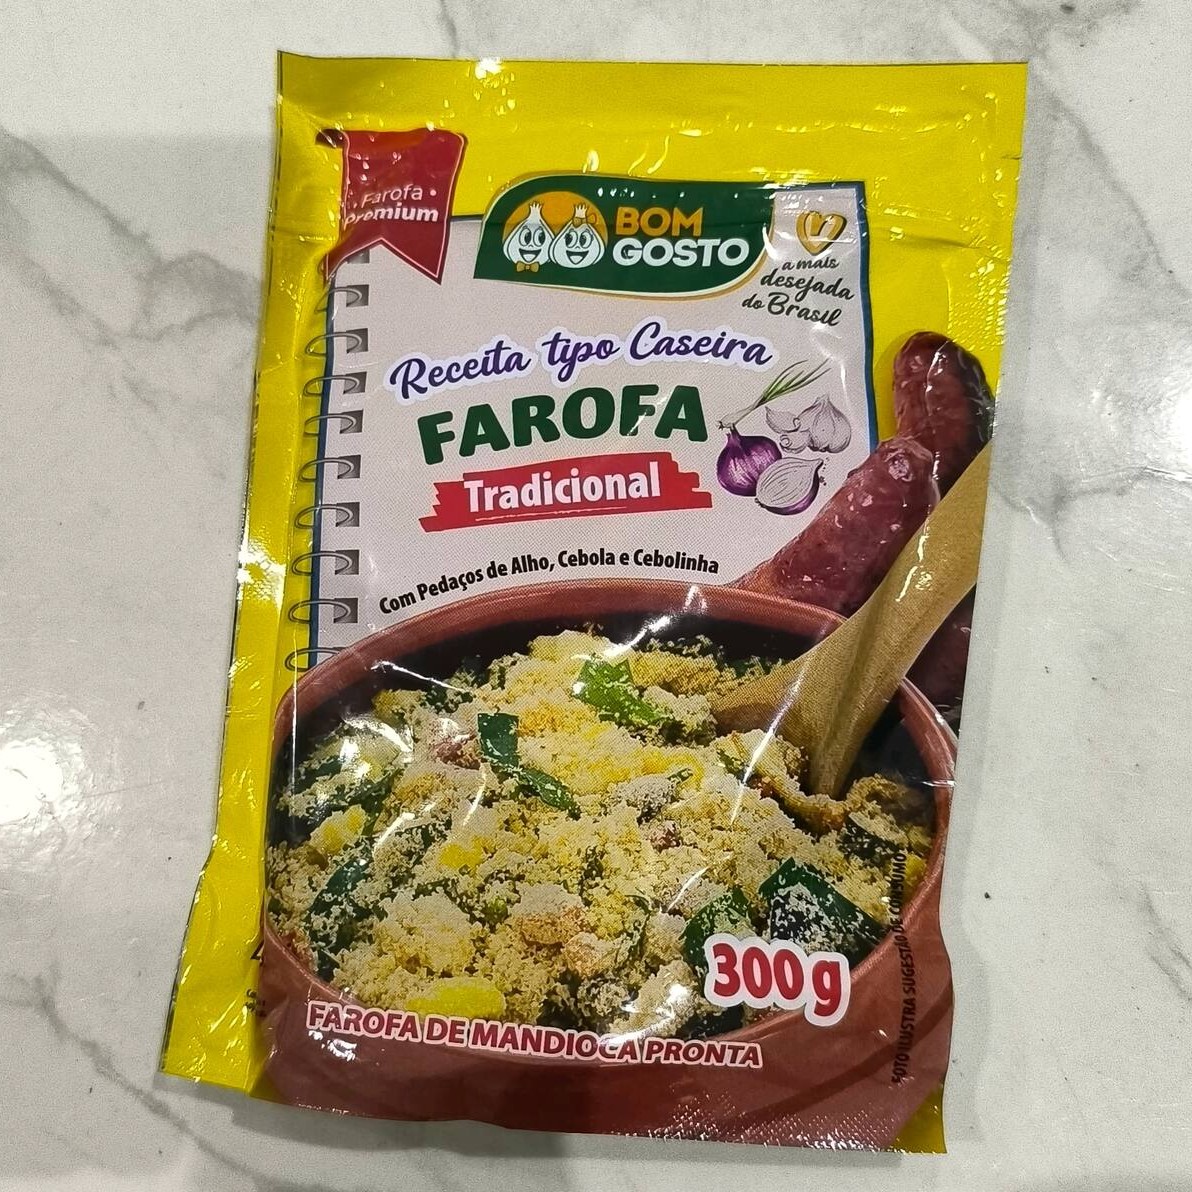 Farofa
Premium
BOM
GOSTO
a mais
desejada
do Brasil
Receita tipo Caseira
FAROFA
Tradicional
Com Pedaços de Alho, Cebola e Cebolinha
300 g
FAROFA DE MANDIOCA PRONTA
FOTO ILUSTRA SUGESTÃO DE CONSUMO